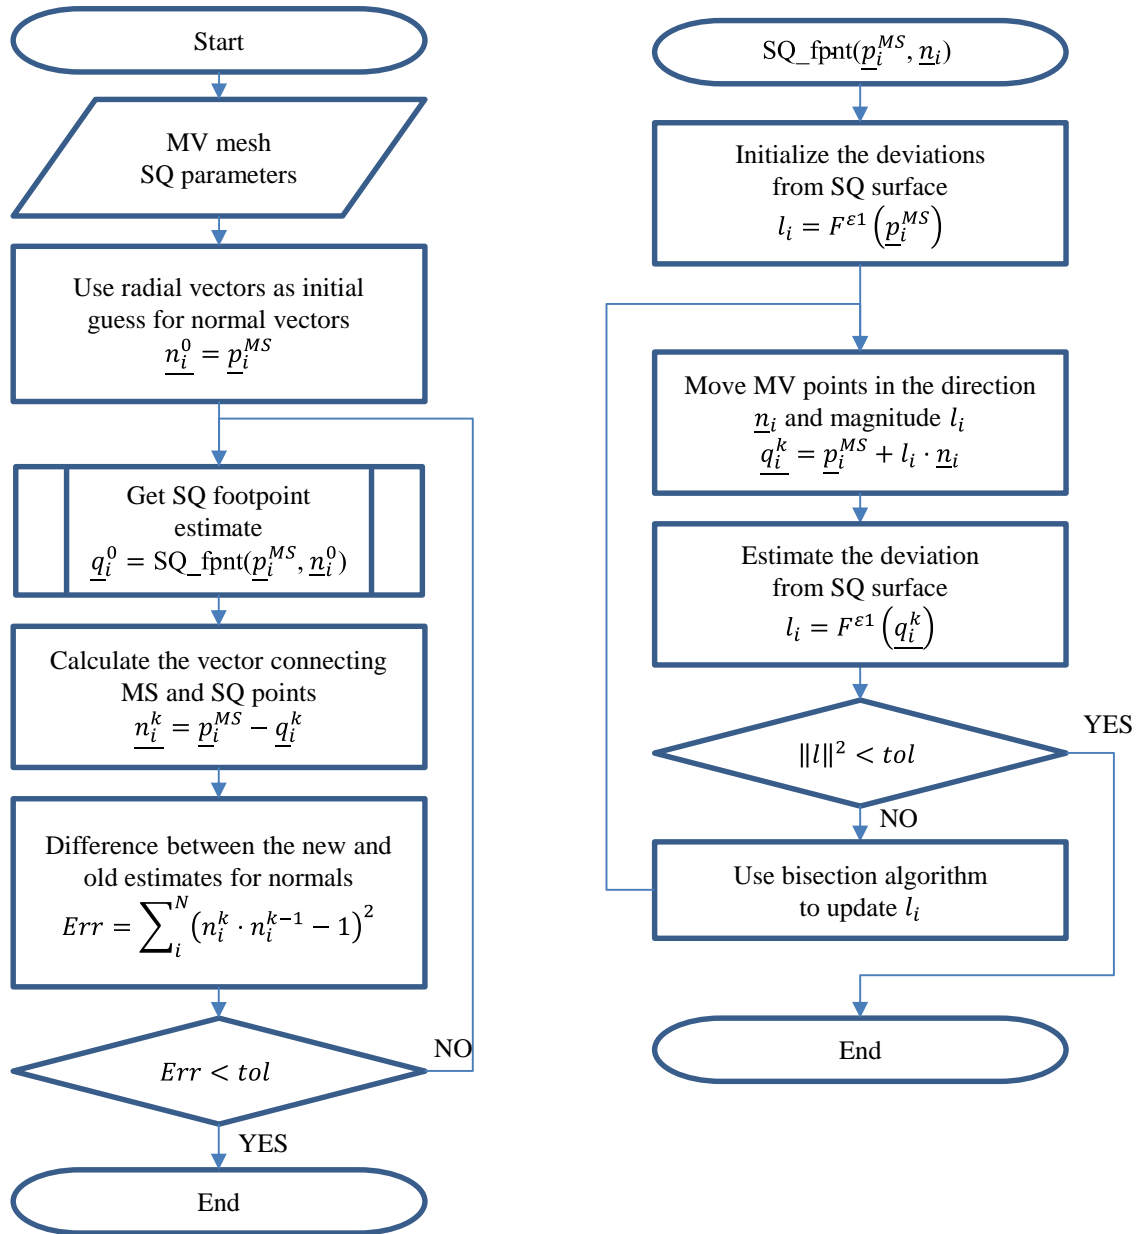 Start
MV mesh
SQ parameters
Use radial vectors as initial
guess for normal vectors
n_i^0 = p_i^{MS}
Get SQ footpoint
estimate
q_i^0 = SQ_fpnt(p_i^{MS}, n_i^0)
Calculate the vector connecting
MS and SQ points
n_i^k = p_i^{MS} − q_i^k
Difference between the new and
old estimates for normals
Err = ∑_i^N (n_i^k · n_i^{k−1} − 1)^2
Err < tol
NO
YES
End
SQ_fpnt(p_i^{MS}, n_i)
Initialize the deviations
from SQ surface
l_i = F^{ε1} (p_i^{MS})
Move MV points in the direction
n_i and magnitude l_i
q_i^k = p_i^{MS} + l_i · n_i
Estimate the deviation
from SQ surface
l_i = F^{ε1} (q_i^k)
‖l‖^2 < tol
YES
NO
Use bisection algorithm
to update l_i
End